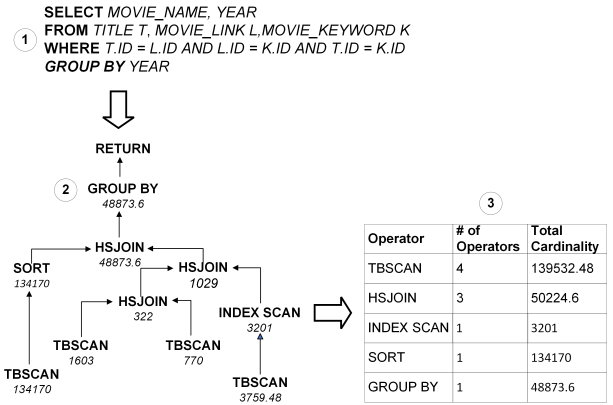 SELECT MOVIE_NAME, YEAR
FROM TITLE T, MOVIE_LINK L,MOVIE_KEYWORD K
1
WHERE T.ID = L.ID AND L.ID = K.ID AND T.ID = K.ID
GROUP BY YEAR
RETURN
2
GROUP BY
48873.6
HSJOIN
48873.6
SORT
134170
HSJOIN
1029
HSJOIN
322
INDEX SCAN
3201
TBSCAN
1603
TBSCAN
770
TBSCAN
134170
TBSCAN
3759.48
3
Operator # of Operators Total Cardinality
TBSCAN 4 139532.48
HSJOIN 3 50224.6
INDEX SCAN 1 3201
SORT 1 134170
GROUP BY 1 48873.6